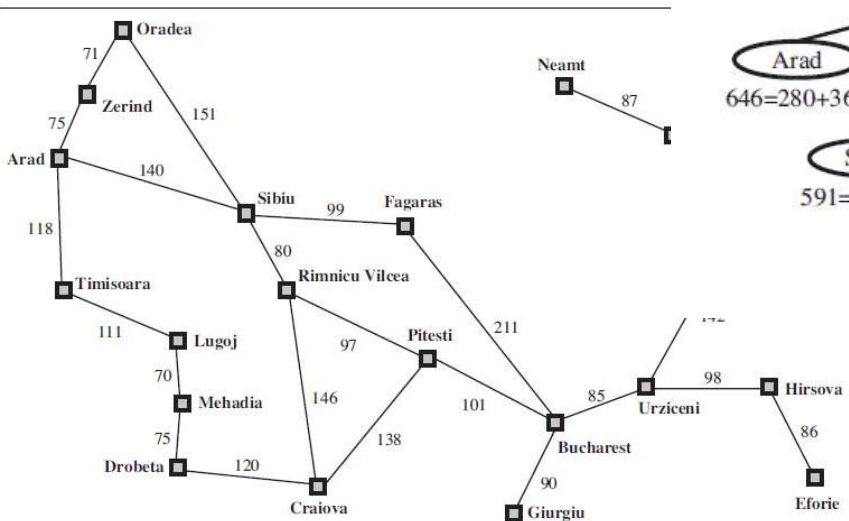 Oradea
71
Neamt
Arad
87
Zerind
646=280+36
151
75
Arad
140
Sibiu
Fagaras
99
591=
118
80
Timisoara
Rimnicu Vilcea
111
Lugoj
97
Pitesti
211
70
98
Hirsova
Mehadia
146
101
85
Urziceni
75
138
Bucharest
86
Drobeta
120
90
Eforie
Craiova
Giurgiu